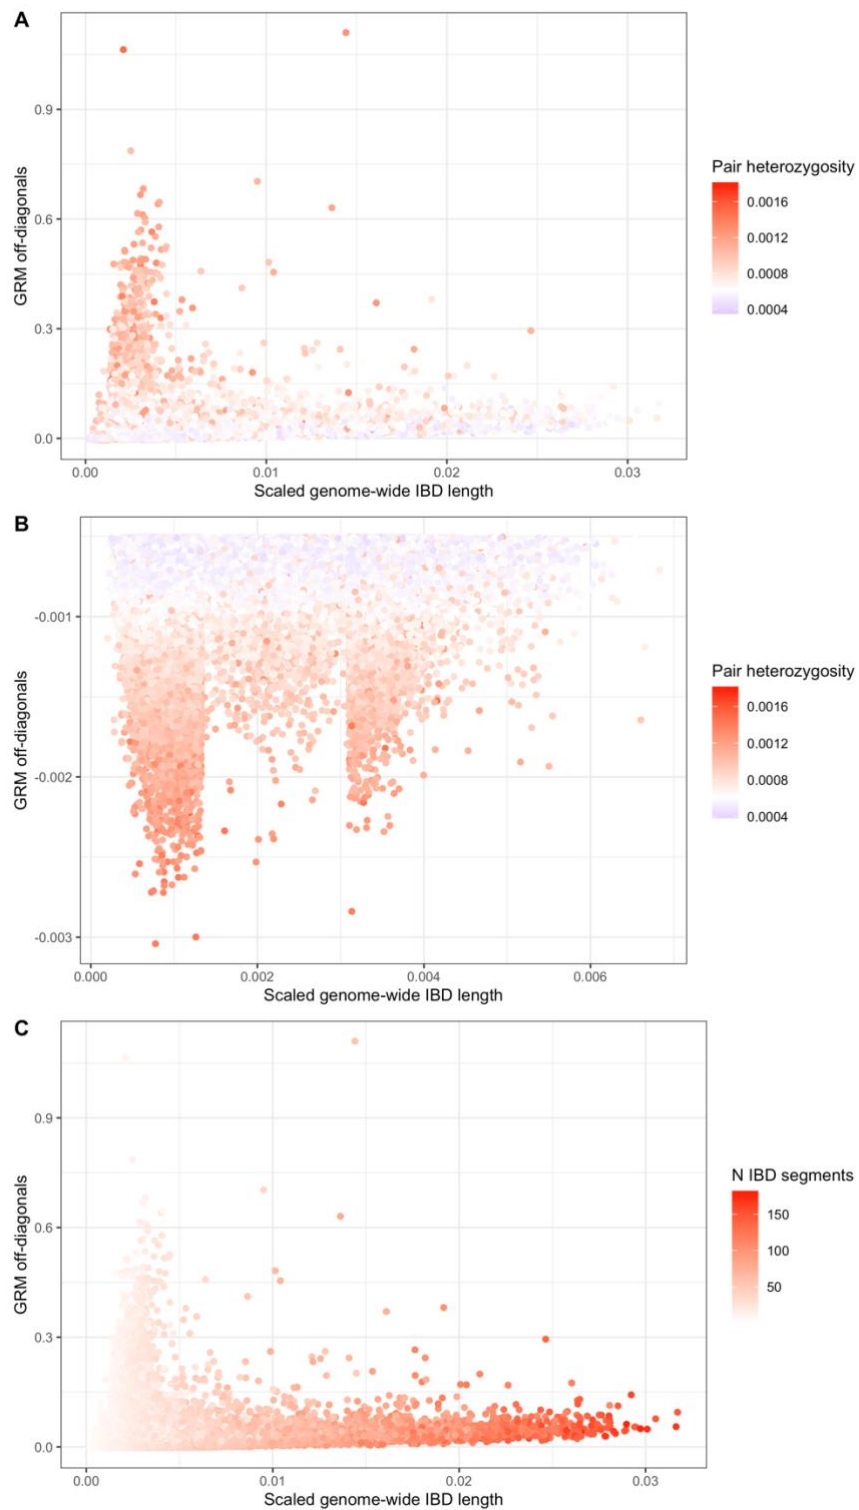 A
GRM off-diagonals
0.9
0.6
0.3
0.0
0.00
0.01
0.02
0.03
Scaled genome-wide IBD length
Pair heterozygosity
0.0016
0.0012
0.0008
0.0004
B
GRM off-diagonals
-0.001
-0.002
-0.003
0.000
0.002
0.004
0.006
Scaled genome-wide IBD length
Pair heterozygosity
0.0016
0.0012
0.0008
0.0004
C
GRM off-diagonals
0.9
0.6
0.3
0.0
0.00
0.01
0.02
0.03
Scaled genome-wide IBD length
N IBD segments
150
100
50